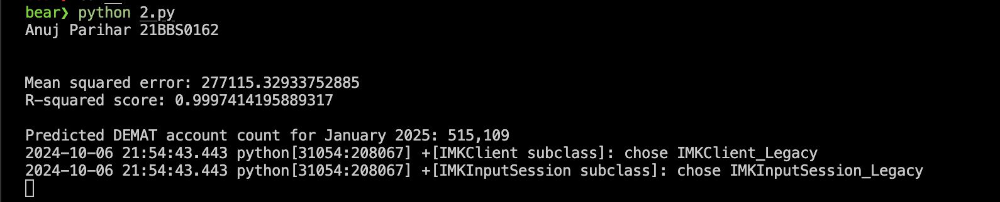 bear❯ python 2.py
Anuj Parihar 21BBS0162
Mean squared error: 277115.32933752885
R-squared score: 0.9997414195889317
Predicted DEMAT account count for January 2025: 515,109
2024-10-06 21:54:43.443 python[31054:208067] +[IMKClient subclass]: chose IMKClient_Legacy
2024-10-06 21:54:43.443 python[31054:208067] +[IMKInputSession subclass]: chose IMKInputSession_Legacy